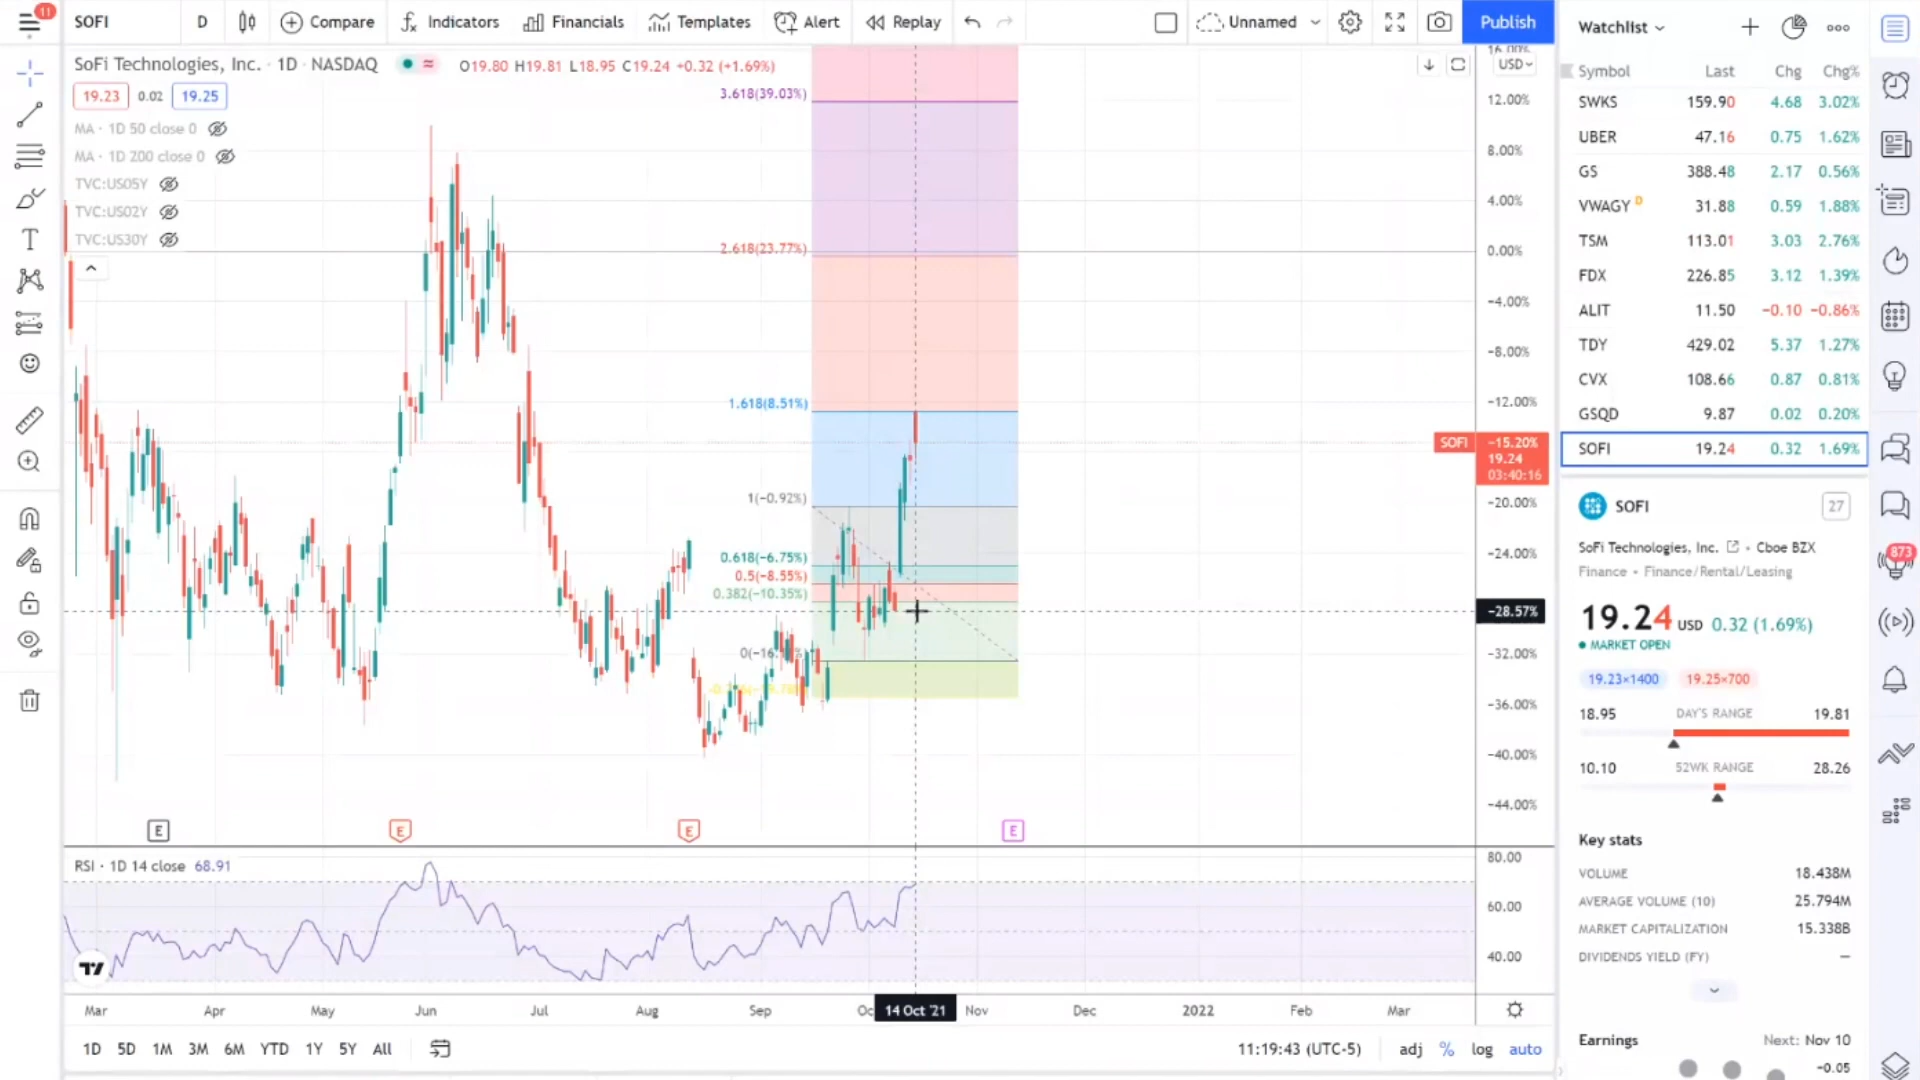 11
SOFI
D
Compare
Indicators
Financials
Templates
Alert
Replay
Unnamed
Publish
SoFi Technologies, Inc. · 1D · NASDAQ
O19.80 H19.81 L18.95 C19.24 +0.32 (+1.69%)
19.23 0.02 19.25
MA · 1D 50 close 0
MA · 1D 200 close 0
TVC:US05Y
TVC:US02Y
TVC:US30Y
3.618(39.03%)
2.618(23.77%)
1.618(8.51%)
1(−0.92%)
0.618(−6.75%)
0.5(−8.55%)
0.382(−10.35%)
16.00%
USD
12.00%
8.00%
4.00%
0.00%
−4.00%
−8.00%
−12.00%
SOFI −15.20%
19.24
03:40:16
−20.00%
−24.00%
−28.57%
−32.00%
−36.00%
−40.00%
−44.00%
E
E
E
E
RSI · 1D 14 close 68.91
80.00
60.00
40.00
Mar Apr May Jun Jul Aug Sep 14 Oct '21 Nov Dec 2022 Feb Mar
1D 5D 1M 3M 6M YTD 1Y 5Y All
11:19:43 (UTC-5)
adj % log auto
Watchlist
Symbol Last Chg Chg%
SWKS 159.90 4.68 3.02%
UBER 47.16 0.75 1.62%
GS 388.48 2.17 0.56%
VWAGY D 31.88 0.59 1.88%
TSM 113.01 3.03 2.76%
FDX 226.85 3.12 1.39%
ALIT 11.50 −0.10 −0.86%
TDY 429.02 5.37 1.27%
CVX 108.66 0.87 0.81%
GSQD 9.87 0.02 0.20%
SOFI 19.24 0.32 1.69%
SOFI
27
SoFi Technologies, Inc. • Cboe BZX
Finance • Finance/Rental/Leasing
19.24 USD 0.32 (1.69%)
MARKET OPEN
19.23×1400 19.25×700
18.95 DAY'S RANGE 19.81
10.10 52WK RANGE 28.26
Key stats
VOLUME 18.438M
AVERAGE VOLUME (10) 25.794M
MARKET CAPITALIZATION 15.338B
DIVIDENDS YIELD (FY) —
Earnings Next: Nov 10
−0.05
873